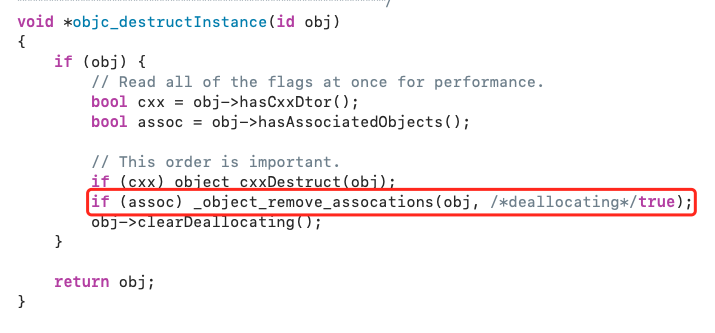 void *objc_destructInstance(id obj)
{
    if (obj) {
        // Read all of the flags at once for performance.
        bool cxx = obj->hasCxxDtor();
        bool assoc = obj->hasAssociatedObjects();

        // This order is important.
        if (cxx) object_cxxDestruct(obj);
        if (assoc) _object_remove_assocations(obj, /*deallocating*/true);
        obj->clearDeallocating();
    }

    return obj;
}